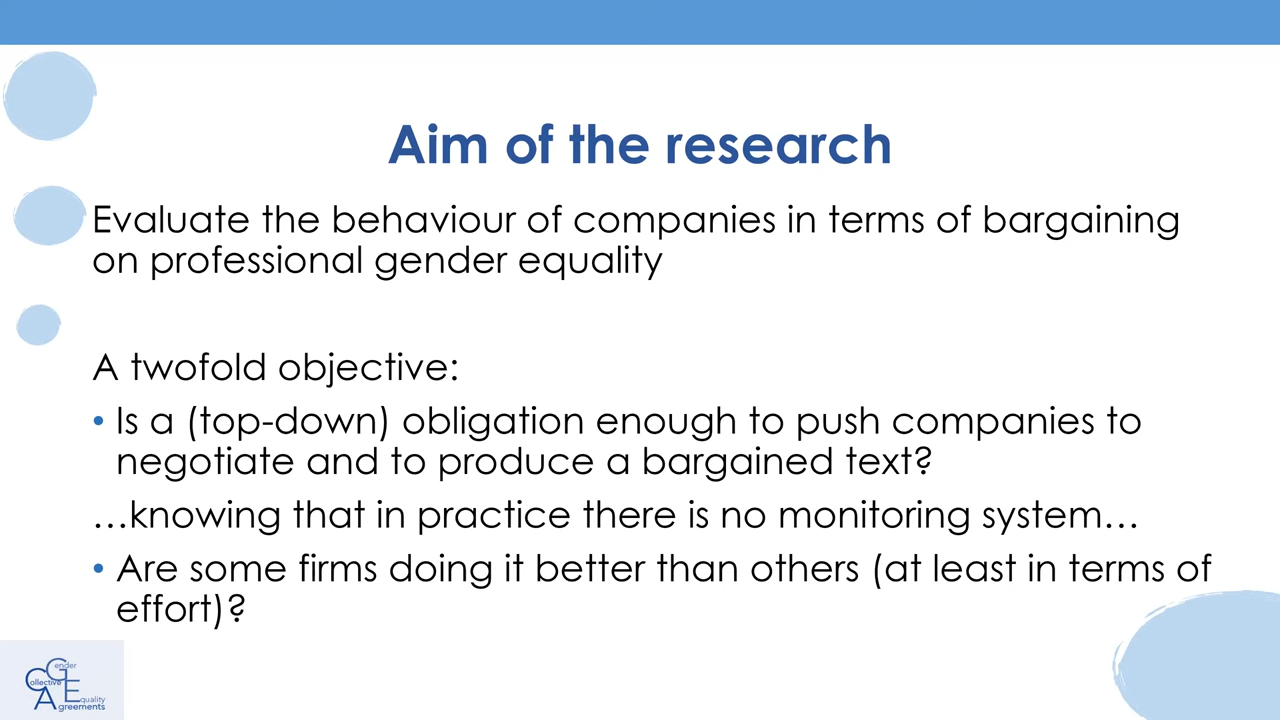 Aim of the research
Evaluate the behaviour of companies in terms of bargaining
on professional gender equality
A twofold objective:
• Is a (top-down) obligation enough to push companies to
negotiate and to produce a bargained text?
…knowing that in practice there is no monitoring system…
• Are some firms doing it better than others (at least in terms of
effort)?
Gender
Collective
Equality
Agreements